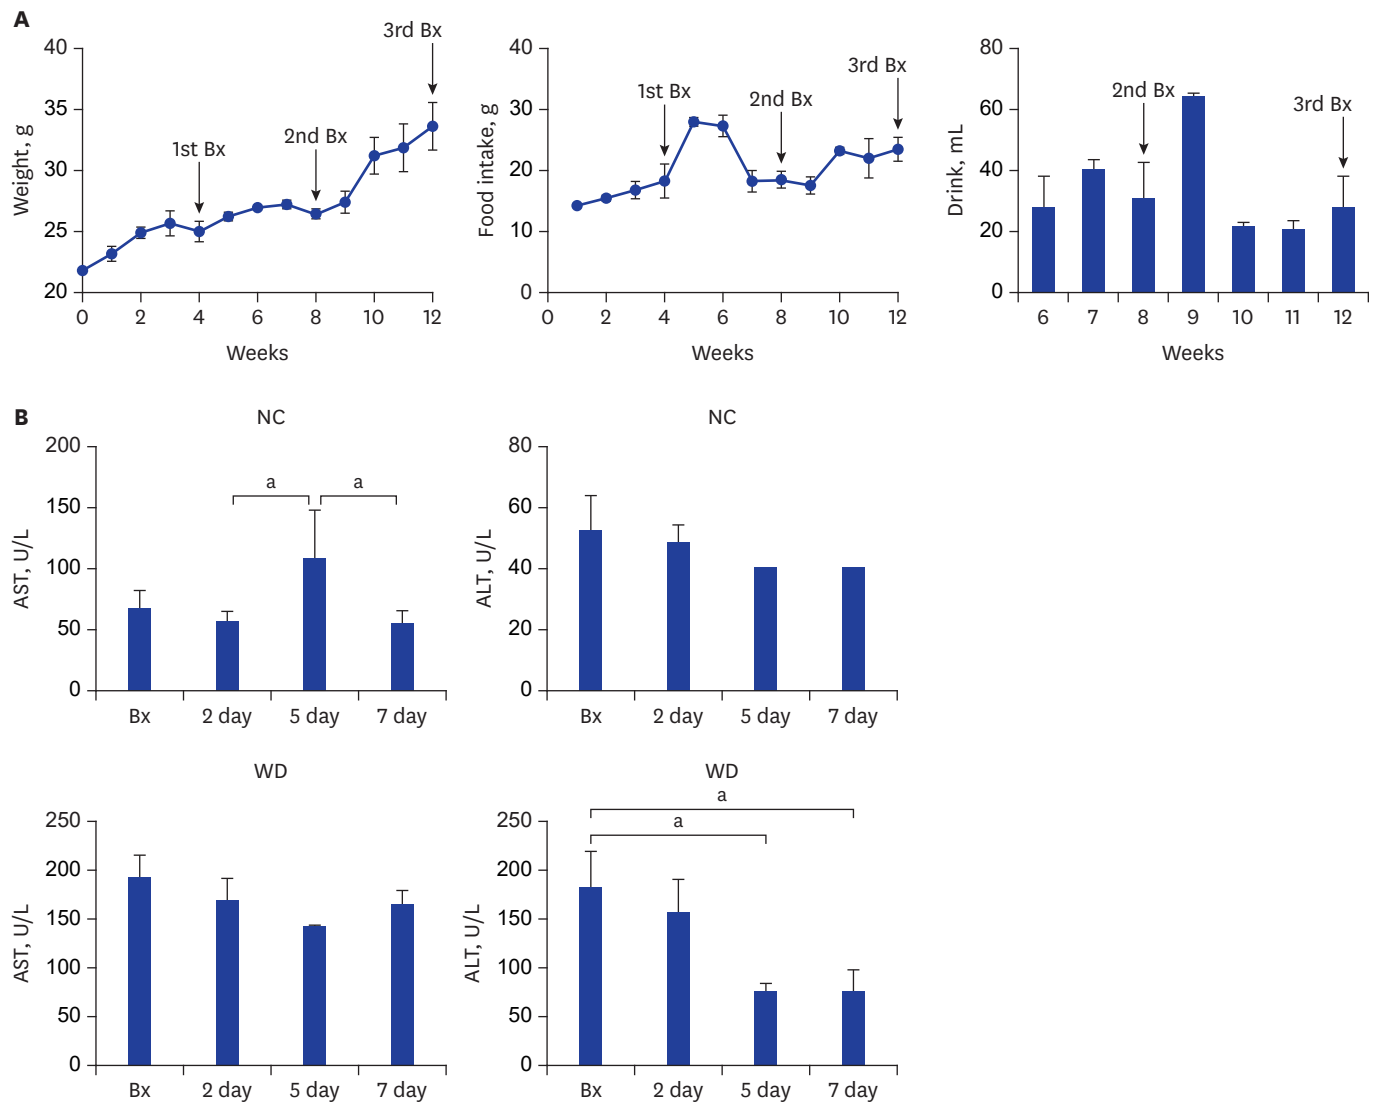 A
Weight, g
40
35
30
25
20
1st Bx
2nd Bx
3rd Bx
0 2 4 6 8 10 12
Weeks
Food intake, g
40
30
20
10
0
1st Bx
2nd Bx
3rd Bx
0 2 4 6 8 10 12
Weeks
Drink, mL
80
60
40
20
0
2nd Bx
3rd Bx
6 7 8 9 10 11 12
Weeks
B
NC
AST, U/L
200
150
100
50
0
a a
Bx 2 day 5 day 7 day
NC
ALT, U/L
80
60
40
20
0
Bx 2 day 5 day 7 day
WD
AST, U/L
250
200
150
100
50
0
Bx 2 day 5 day 7 day
WD
ALT, U/L
250
200
150
100
50
0
a
a
Bx 2 day 5 day 7 day